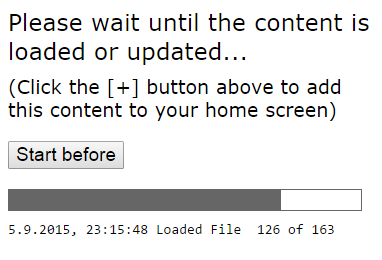 Please wait until the content is
loaded or updated...
(Click the [+] button above to add
this content to your home screen)
Start before
5.9.2015, 23:15:48 Loaded File  126 of 163